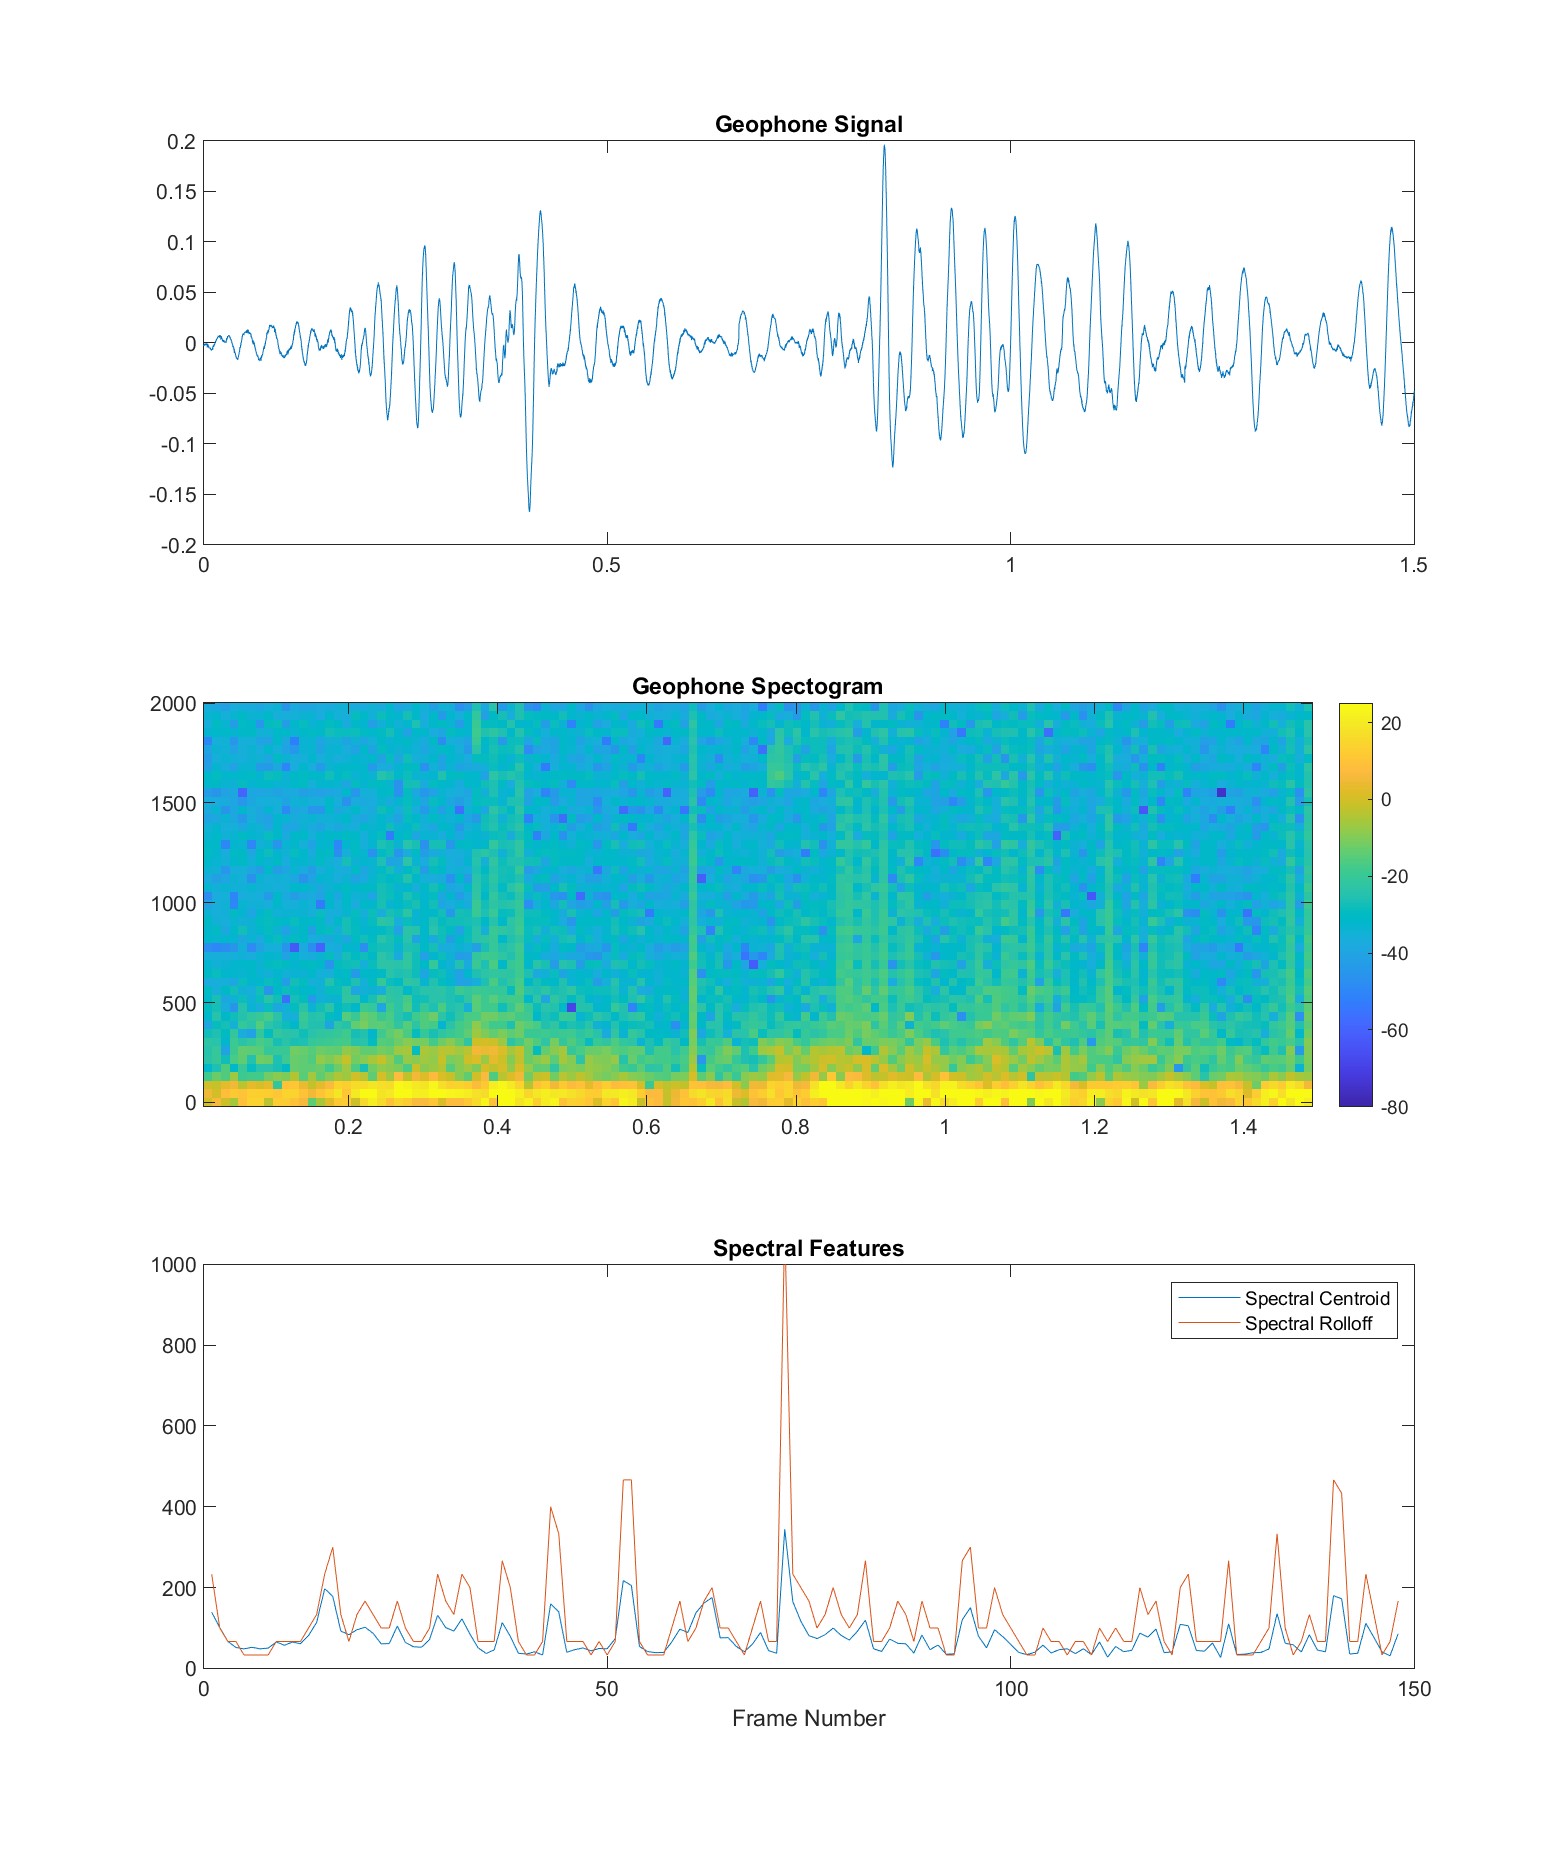 Geophone Signal
0.2
0.15
0.1
0.05
0
-0.05
-0.1
-0.15
-0.2
0 0.5 1 1.5
Geophone Spectogram
2000
1500
1000
500
0
0.2 0.4 0.6 0.8 1 1.2 1.4
20
0
-20
-40
-60
-80
Spectral Features
1000
800
600
400
200
0
Spectral Centroid
Spectral Rolloff
0 50 100 150
Frame Number